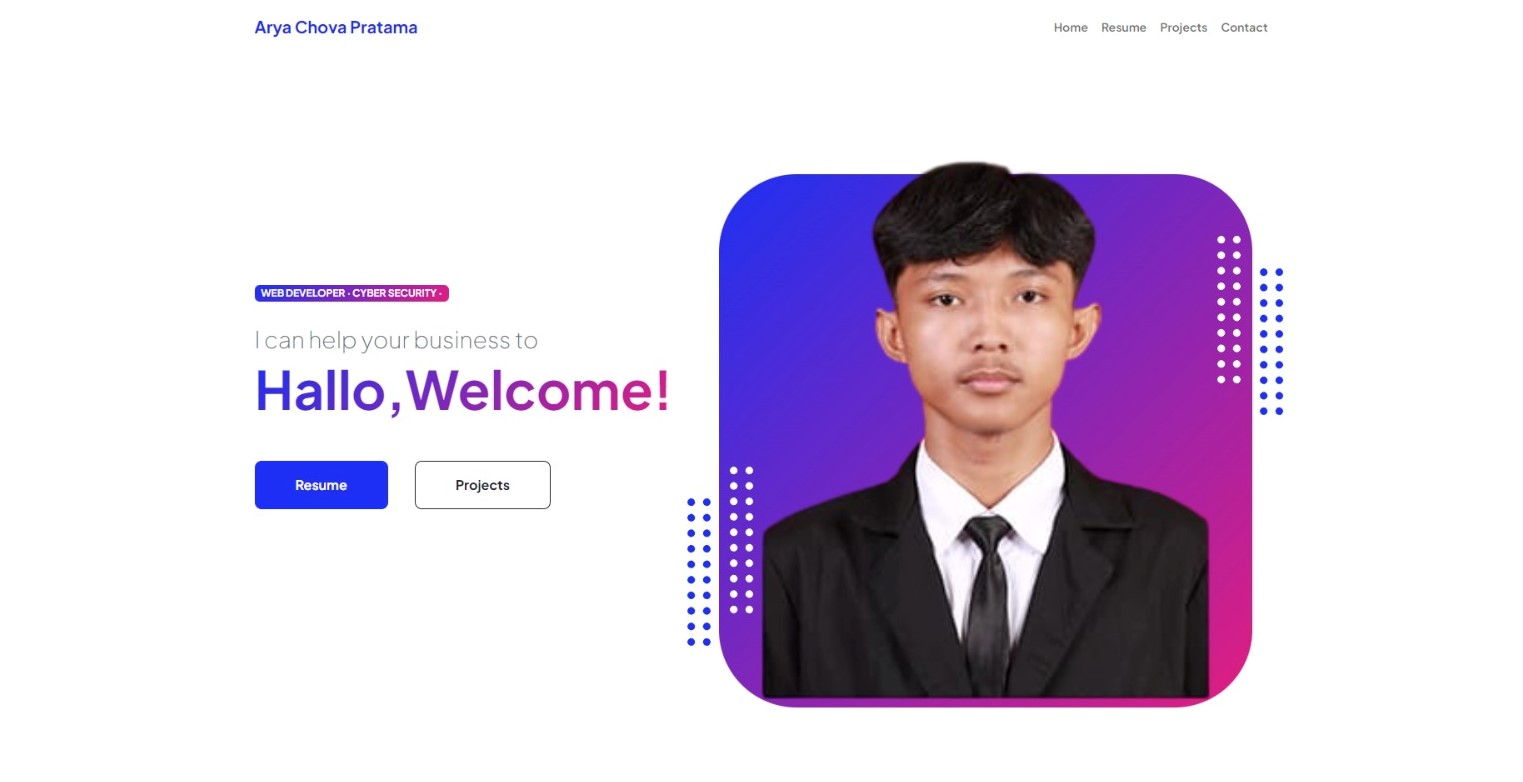 Arya Chova Pratama
Home Resume Projects Contact
WEB DEVELOPER · CYBER SECURITY ·
I can help your business to
Hallo,Welcome!
Resume Projects